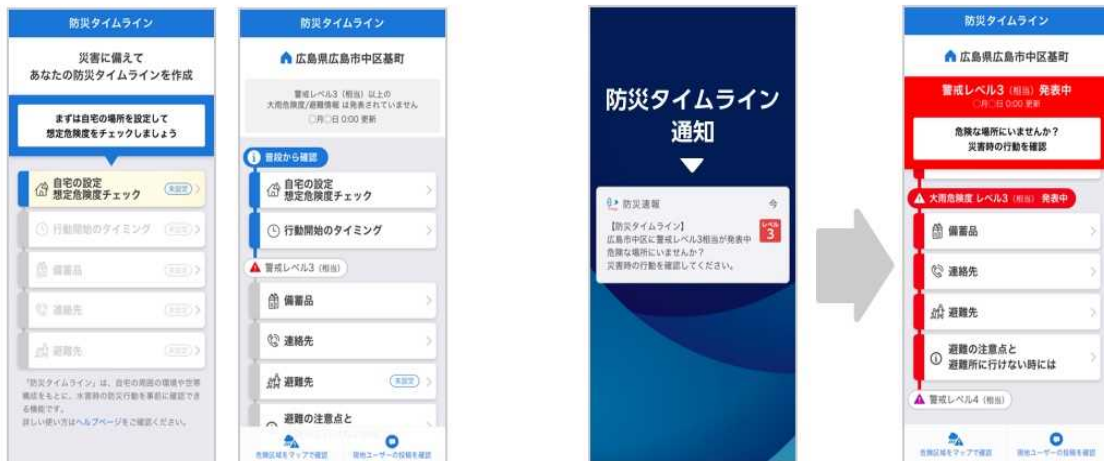 防災タイムライン
災害に備えて
あなたの防災タイムラインを作成
まずは自宅の場所を設定して
想定危険度をチェックしましょう
自宅の設定
想定危険度チェック
未設定
行動開始のタイミング
未設定
備蓄品
未設定
連絡先
未設定
避難先
未設定
"防災タイムライン"は、自宅の周囲の環境や世帯
構成をもとに、水害時の防災行動を事前に確認でき
る機能です。
詳しい使い方はヘルプページをご確認ください。
防災タイムライン
広島県広島市中区基町
警戒レベル3（相当）以上の
大雨危険度/避難情報 は発表されていません
〇月〇日 0:00 更新
普段から確認
自宅の設定
想定危険度チェック
行動開始のタイミング
警戒レベル3（相当）
備蓄品
連絡先
避難先
未設定
避難の注意点と
危険区域をマップで確認
現地ユーザーの投稿を確認
防災タイムライン
通知
防災速報
今
【防災タイムライン】
広島市中区に警戒レベル3相当が発表中
危険な場所にいませんか？
災害時の行動を確認してください。
レベル
3
防災タイムライン
広島県広島市中区基町
警戒レベル3（相当）発表中
〇月〇日 0:00 更新
危険な場所にいませんか？
災害時の行動を確認
大雨危険度 レベル3（相当）発表中
備蓄品
連絡先
避難先
避難の注意点と
避難所に行けない時には
警戒レベル4（相当）
危険区域をマップで確認
現地ユーザーの投稿を確認